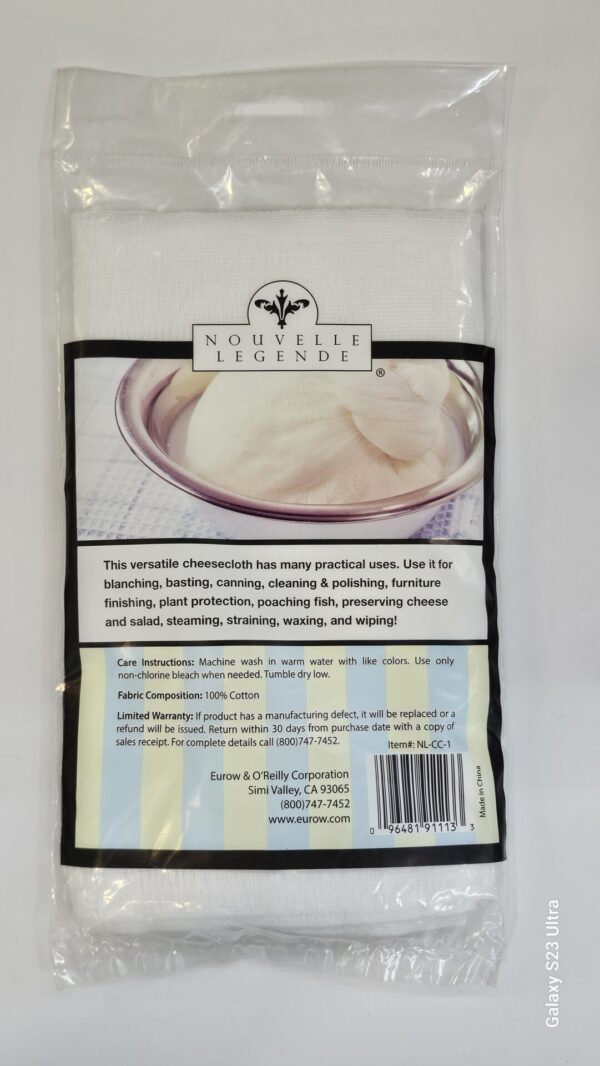 NOUVELLE
LEGENDE
®
This versatile cheesecloth has many practical uses. Use it for
blanching, basting, canning, cleaning & polishing, furniture
finishing, plant protection, poaching fish, preserving cheese
and salad, steaming, straining, waxing, and wiping!
Care Instructions: Machine wash in warm water with like colors. Use only
non-chlorine bleach when needed. Tumble dry low.
Fabric Composition: 100% Cotton
Limited Warranty: If product has a manufacturing defect, it will be replaced or a
refund will be issued. Return within 30 days from purchase date with a copy of
sales receipt. For complete details call (800)747-7452.
Item#: NL-CC-1
Eurow & O'Reilly Corporation
Simi Valley, CA 93065
(800)747-7452
www.eurow.com
0 96481 91113 3
Made in China
Galaxy S23 Ultra